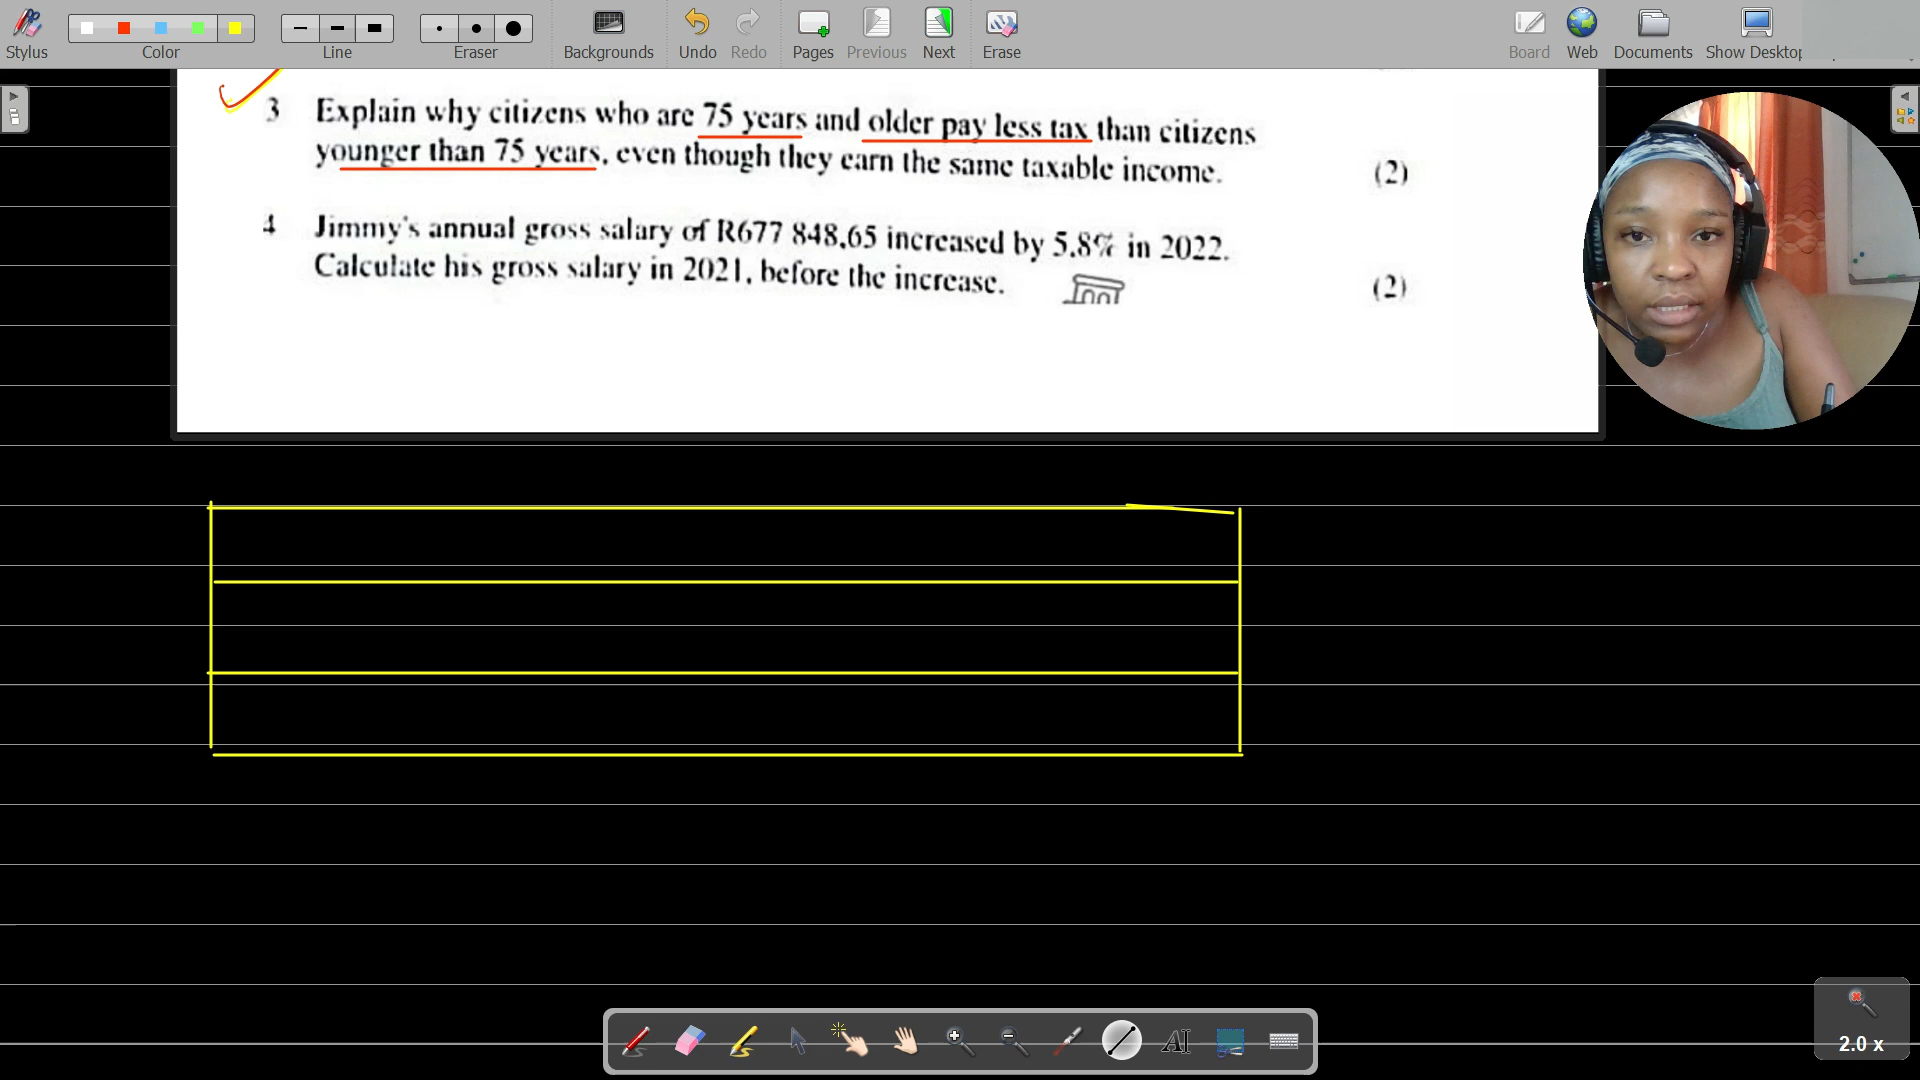 Stylus
Color
Line
Eraser
Backgrounds
Undo
Redo
Pages
Previous
Next
Erase
Board
Web
Documents
Show Desktop
3 Explain why citizens who are 75 years and older pay less tax than citizens
younger than 75 years, even though they earn the same taxable income. (2)
4 Jimmy's annual gross salary of R677 848,65 increased by 5,8% in 2022.
Calculate his gross salary in 2021, before the increase. (2)
AI
2.0 x